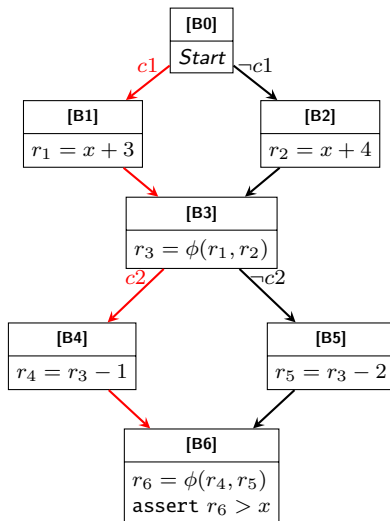 [B0]
Start
c1 ¬c1
[B1] [B2]
r₁ = x + 3 r₂ = x + 4
[B3]
r₃ = ϕ(r₁, r₂)
c2 ¬c2
[B4] [B5]
r₄ = r₃ − 1 r₅ = r₃ − 2
[B6]
r₆ = ϕ(r₄, r₅)
assert r₆ > x